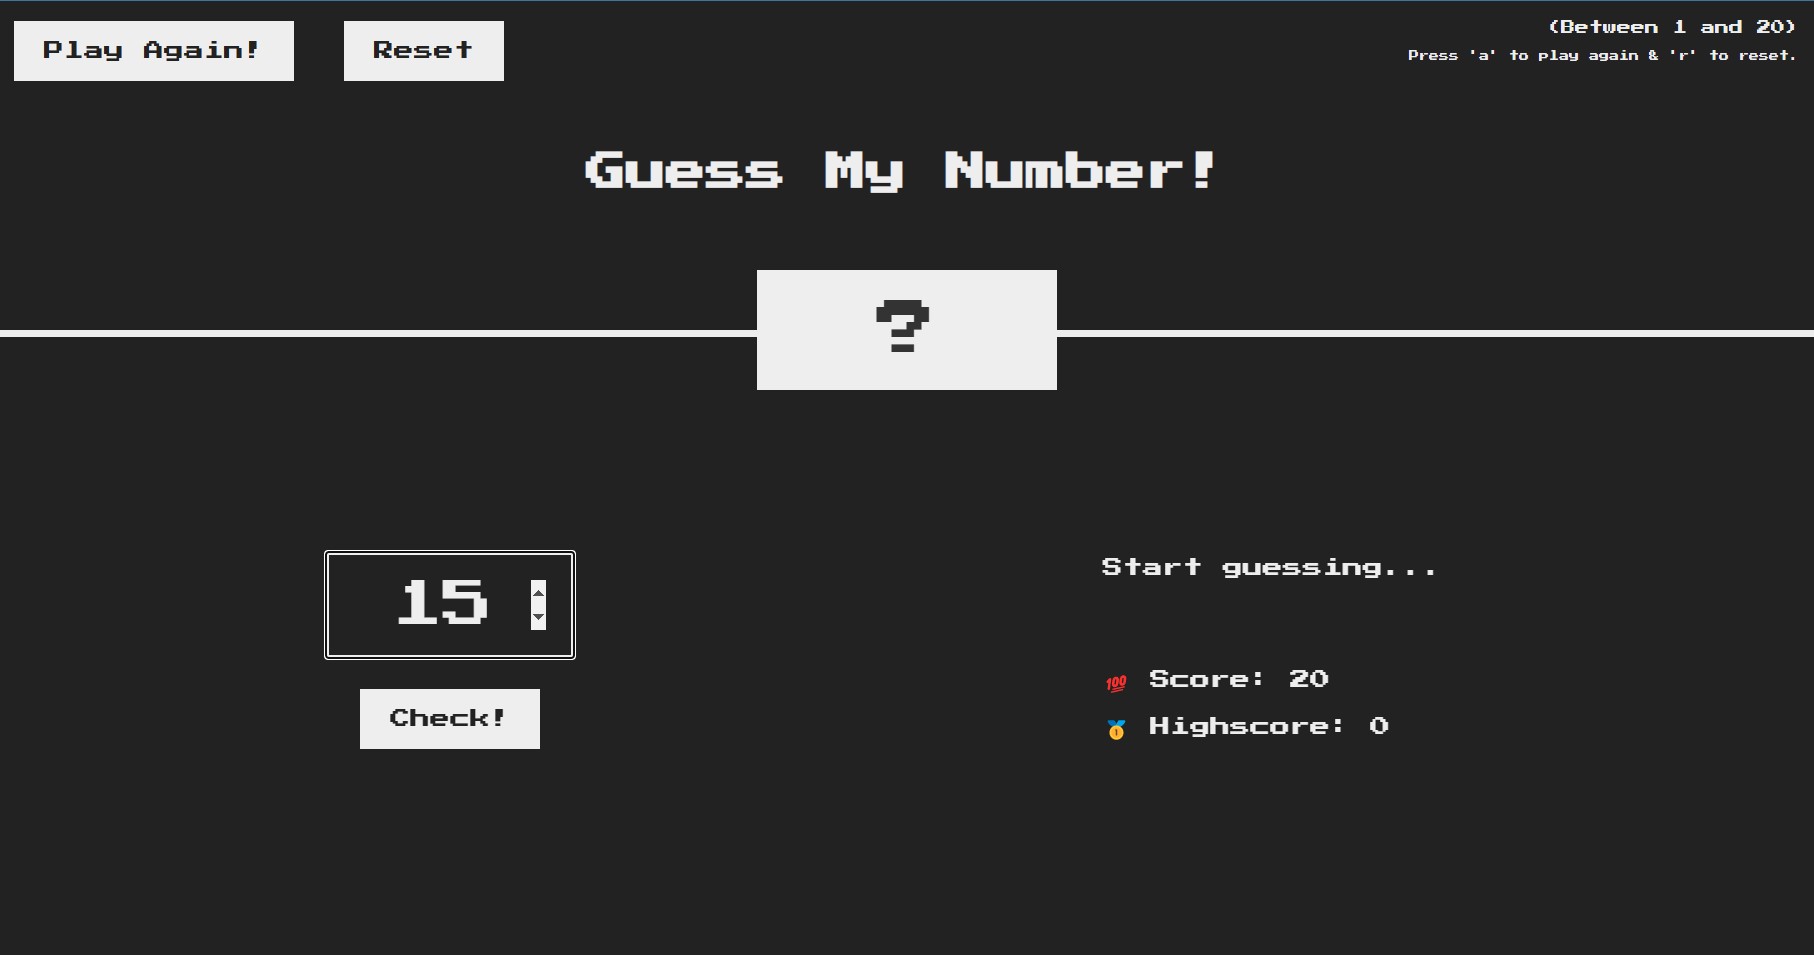 Play Again!
Reset
(Between 1 and 20)
Press 'a' to play again & 'r' to reset.
Guess My Number!
?
15
Check!
Start guessing...
💯 Score: 20
🥇 Highscore: 0